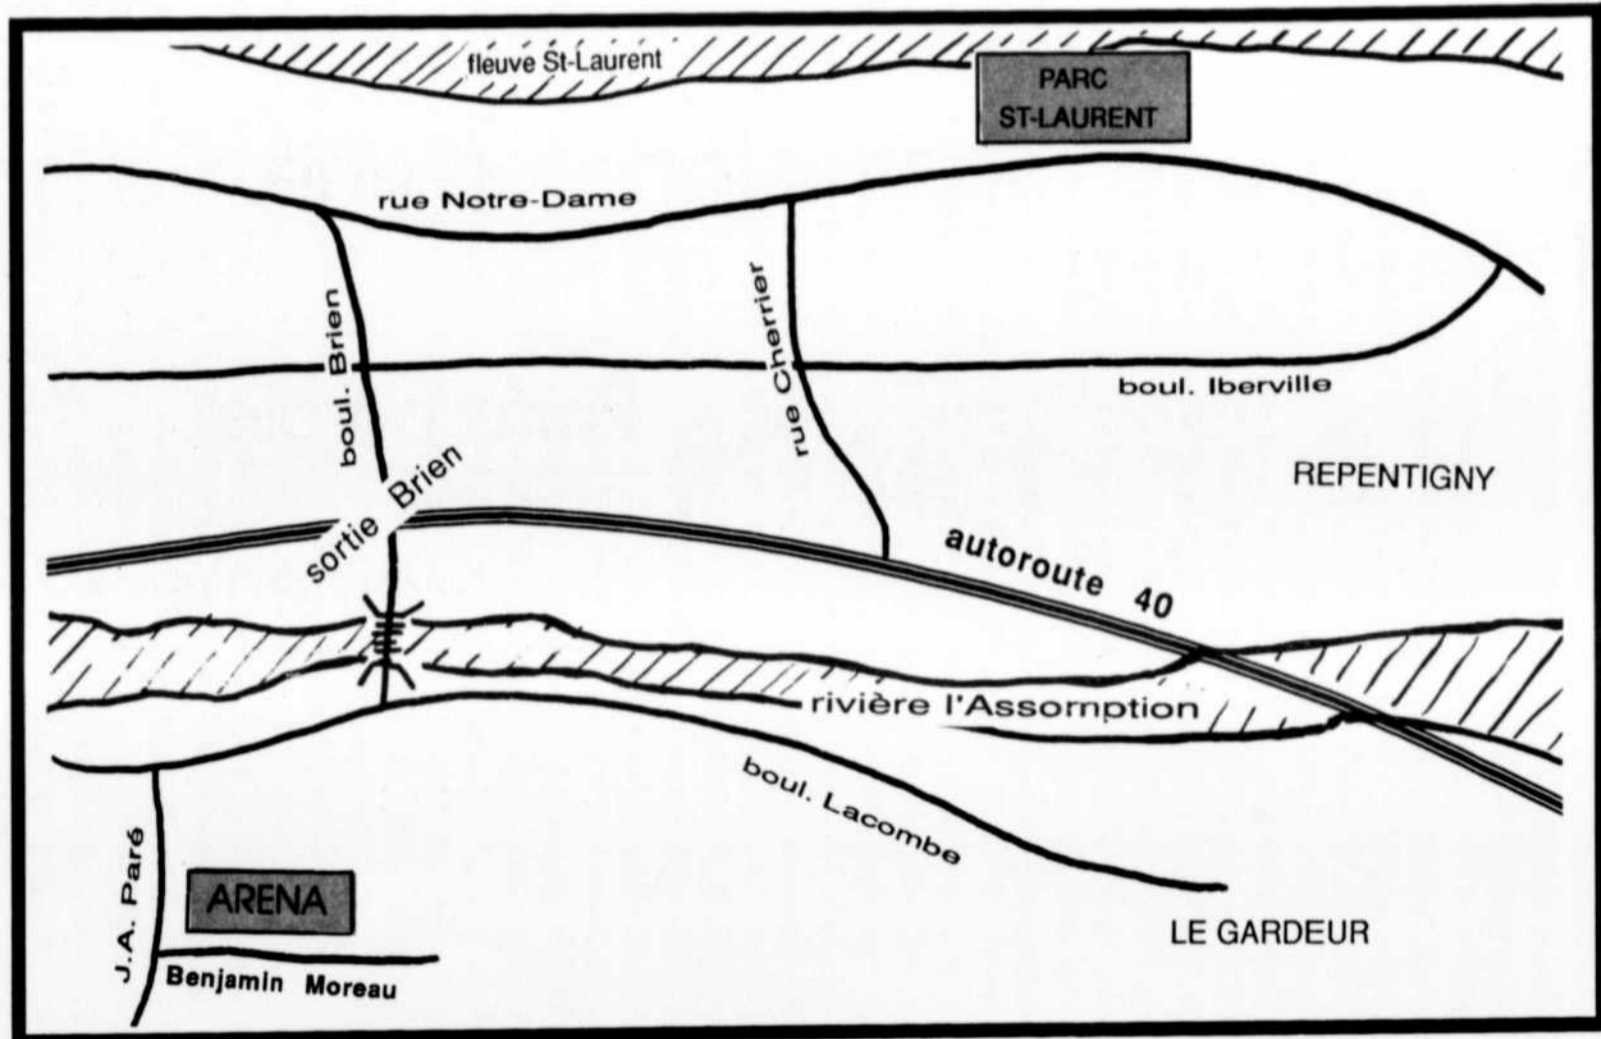 fleuve St-Laurent
PARC
ST-LAURENT
rue Notre-Dame
boul. Brien
rue Cherrier
boul. Iberville
sortie Brien
REPENTIGNY
autoroute 40
rivière l'Assomption
boul. Lacombe
J.A. Paré
ARENA
LE GARDEUR
Benjamin Moreau